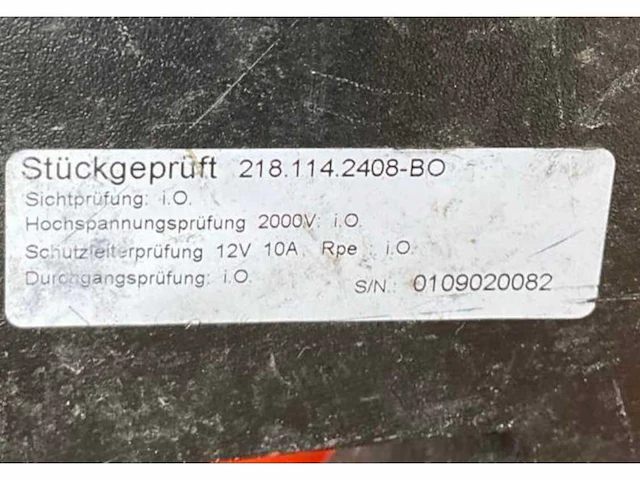 Stückgeprüft 218.114.2408-BO
Sichtprüfung: i.O.
Hochspannungsprüfung 2000V: i.O.
Schutzleiterprüfung 12V 10A Rpe : i.O.
Durchgangsprüfung: i.O.
S/N.: 0109020082